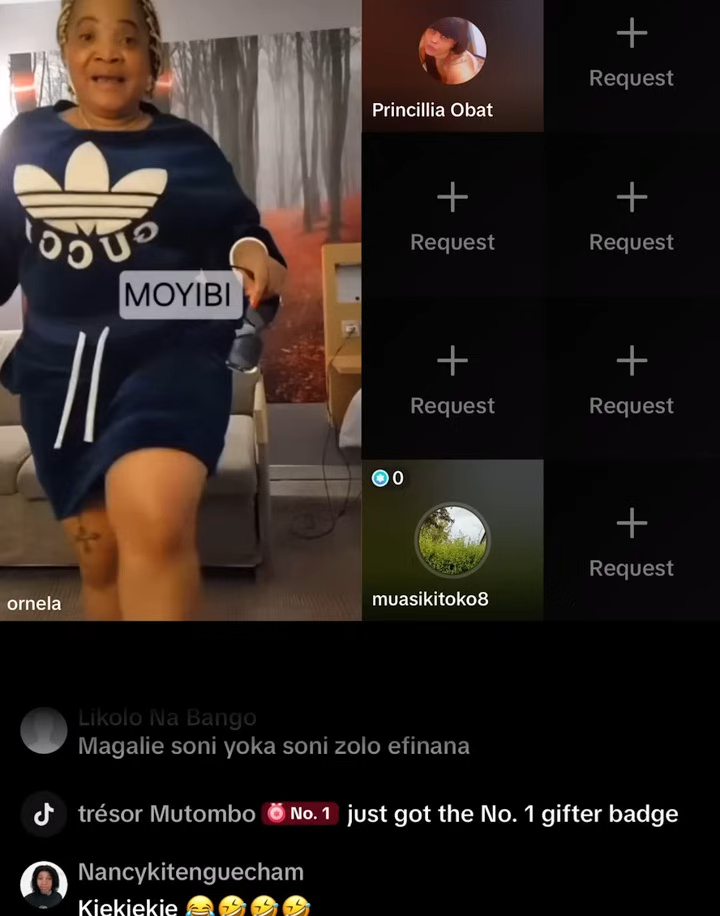 GUCCI
MOYIBI
ornela
Princillia Obat
Request
Request
Request
Request
Request
0
muasikitoko8
Request
Likolo Na Bango
Magalie soni yoka soni zolo efinana
trésor Mutombo No. 1 just got the No. 1 gifter badge
Nancykitenguecham
Kiekiekie 😂🤣🤣🤣